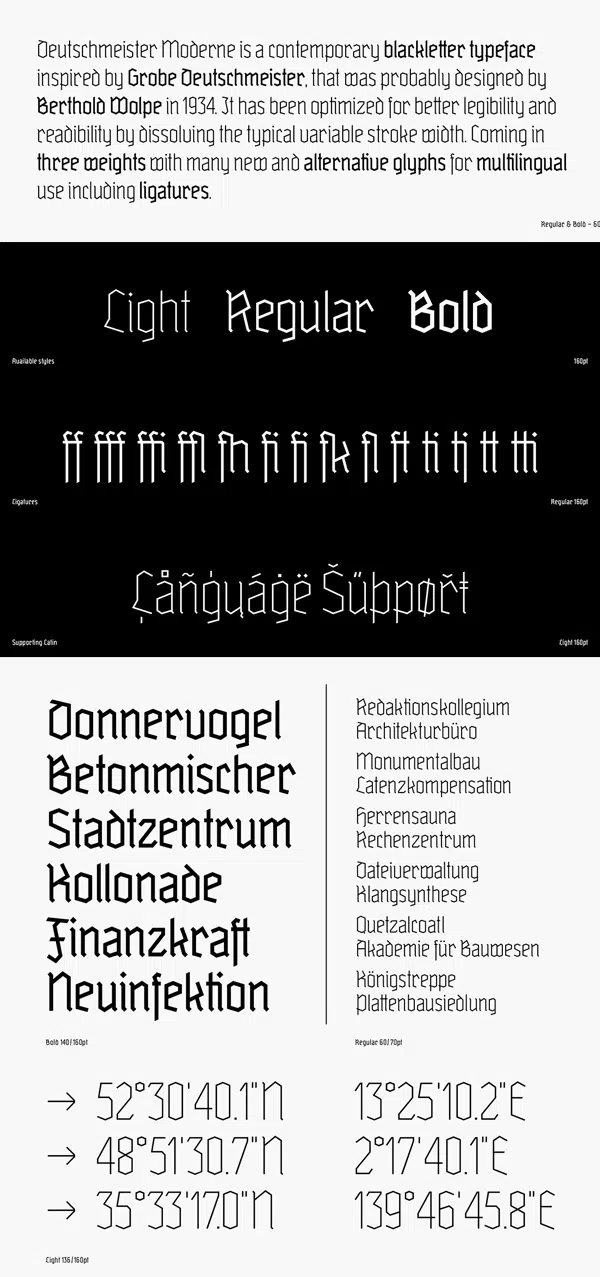 Deutschmeister Moderne is a contemporary blackletter typeface
inspired by Grobe Deutschmeister, that was probably designed by
Berthold Wolpe in 1934. It has been optimized for better legibility and
readibility by dissolving the typical variable stroke width. Coming in
three weights with many new and alternative glyphs for multilingual
use including ligatures.
Regular & Bold – 60
Light Regular Bold
Available styles
160pt
ff fff ffi ffl fh fi fj fk fl ft ti tj tt tti
Ligatures
Regular 160pt
Ļåñġųáġë Šűþpøřŧ
Supporting Latin
Light 160pt
Donnervogel
Betonmischer
Stadtzentrum
Kollonade
Finanzkraft
Neuinfektion
Bold 140/160pt
Redaktionskollegium
Architekturbüro
Monumentalbau
Latenzkompensation
Herrensauna
Rechenzentrum
Dateiverwaltung
Klangsynthese
Quetzalcoatl
Akademie für Bauwesen
Königstreppe
Plattenbausiedlung
Regular 60/70pt
→ 52°30'40.1"N 13°25'10.2"E
→ 48°51'30.7"N 2°17'40.1"E
→ 35°33'17.0"N 139°46'45.8"E
Light 136/160pt